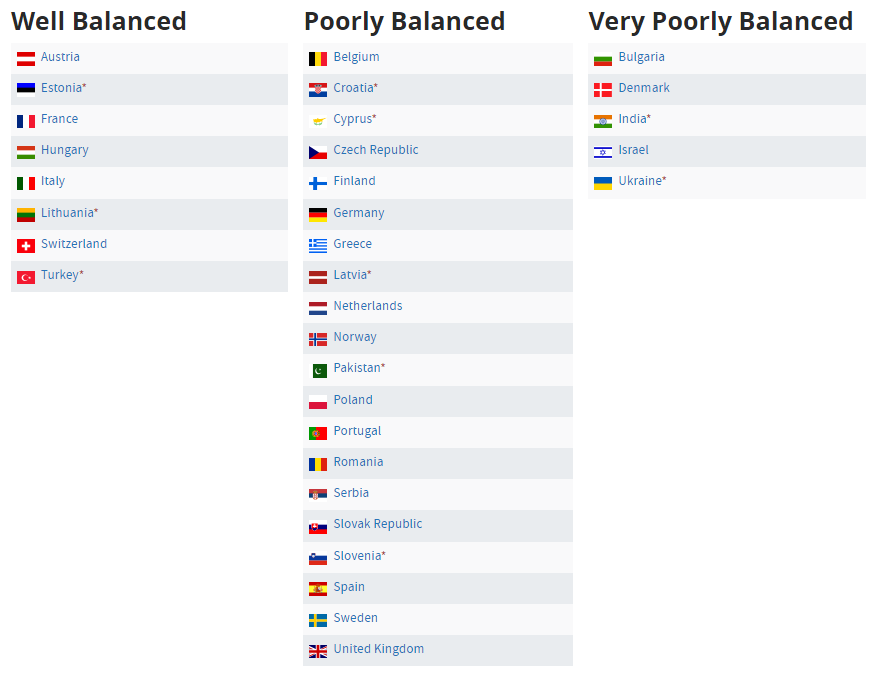 Well Balanced
Austria
Estonia*
France
Hungary
Italy
Lithuania*
Switzerland
Turkey*
Poorly Balanced
Belgium
Croatia*
Cyprus*
Czech Republic
Finland
Germany
Greece
Latvia*
Netherlands
Norway
Pakistan*
Poland
Portugal
Romania
Serbia
Slovak Republic
Slovenia*
Spain
Sweden
United Kingdom
Very Poorly Balanced
Bulgaria
Denmark
India*
Israel
Ukraine*